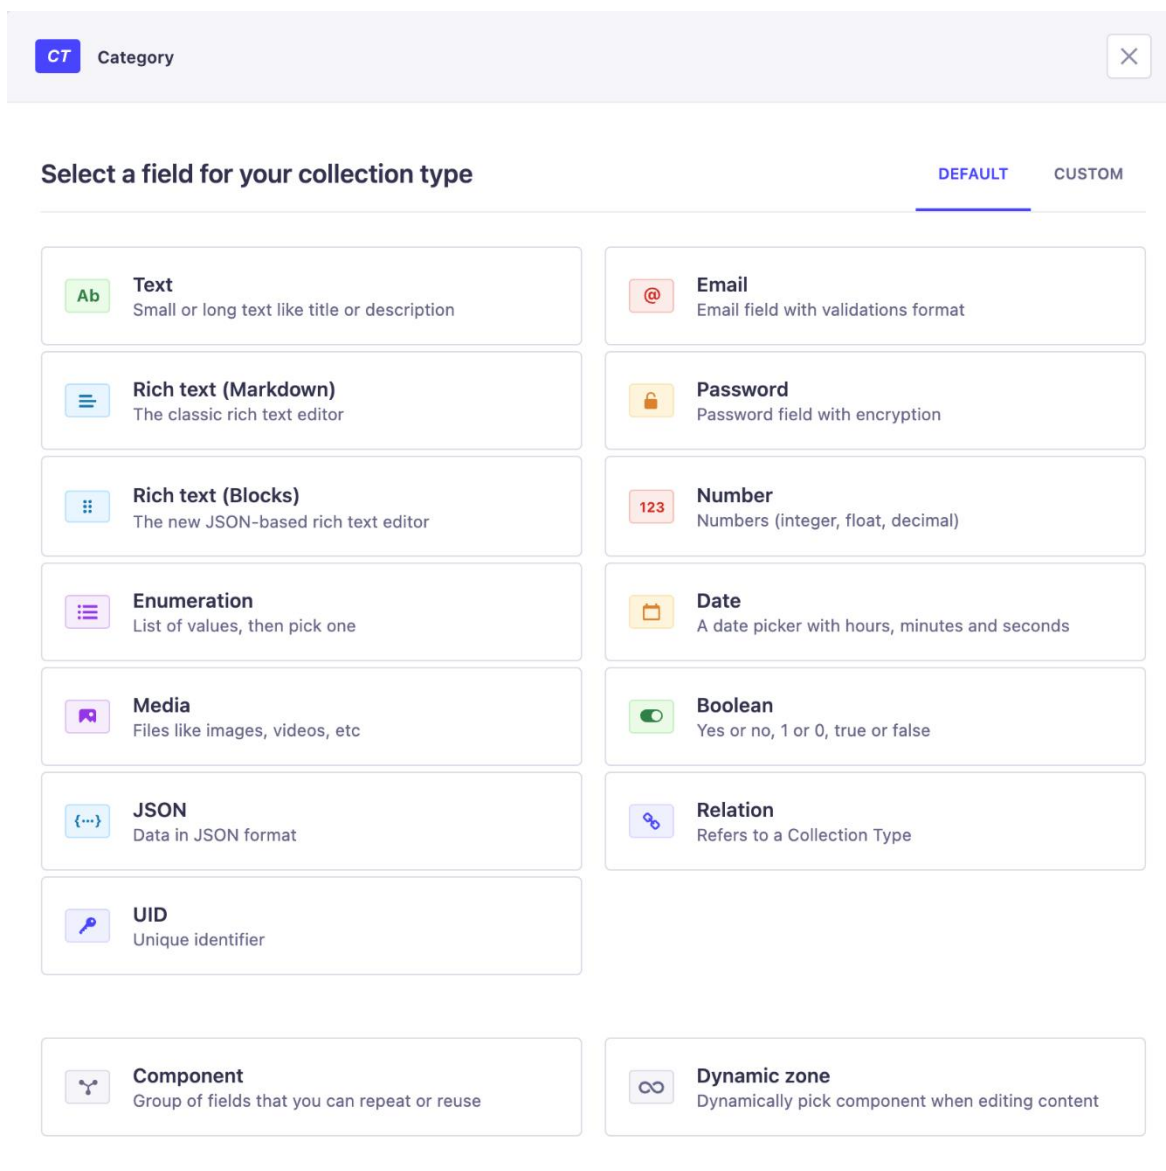 CT Category
Select a field for your collection type
DEFAULT CUSTOM
Ab Text
Small or long text like title or description
@ Email
Email field with validations format
Rich text (Markdown)
The classic rich text editor
Password
Password field with encryption
Rich text (Blocks)
The new JSON-based rich text editor
123 Number
Numbers (integer, float, decimal)
Enumeration
List of values, then pick one
Date
A date picker with hours, minutes and seconds
Media
Files like images, videos, etc
Boolean
Yes or no, 1 or 0, true or false
{···} JSON
Data in JSON format
Relation
Refers to a Collection Type
UID
Unique identifier
Component
Group of fields that you can repeat or reuse
Dynamic zone
Dynamically pick component when editing content